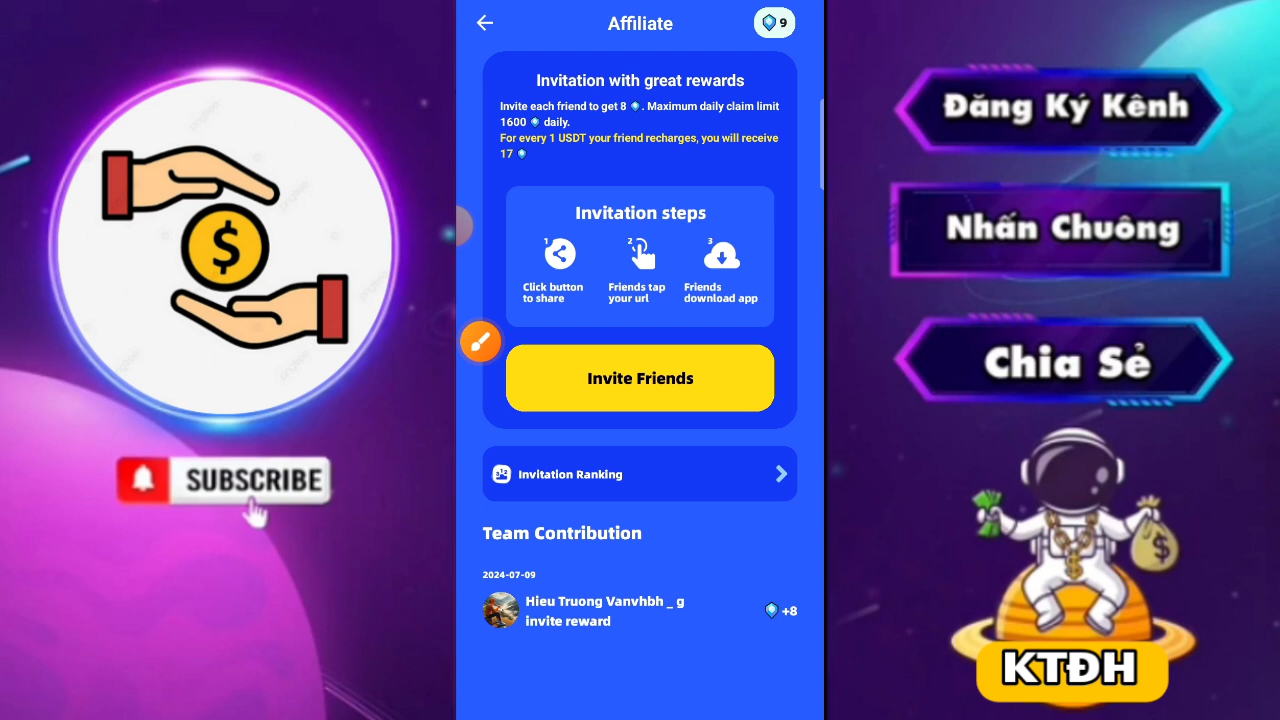 SUBSCRIBE
Affiliate
9
Invitation with great rewards
Invite each friend to get 8 . Maximum daily claim limit
1600 daily.
For every 1 USDT your friend recharges, you will receive
17
Invitation steps
1
2
3
Click button
to share
Friends tap
your url
Friends
download app
Invite Friends
Invitation Ranking
Team Contribution
2024-07-09
Hieu Truong Vanvhbh _ g
invite reward
+8
Đăng Ký Kênh
Nhấn Chuông
Chia Sẻ
KTĐH